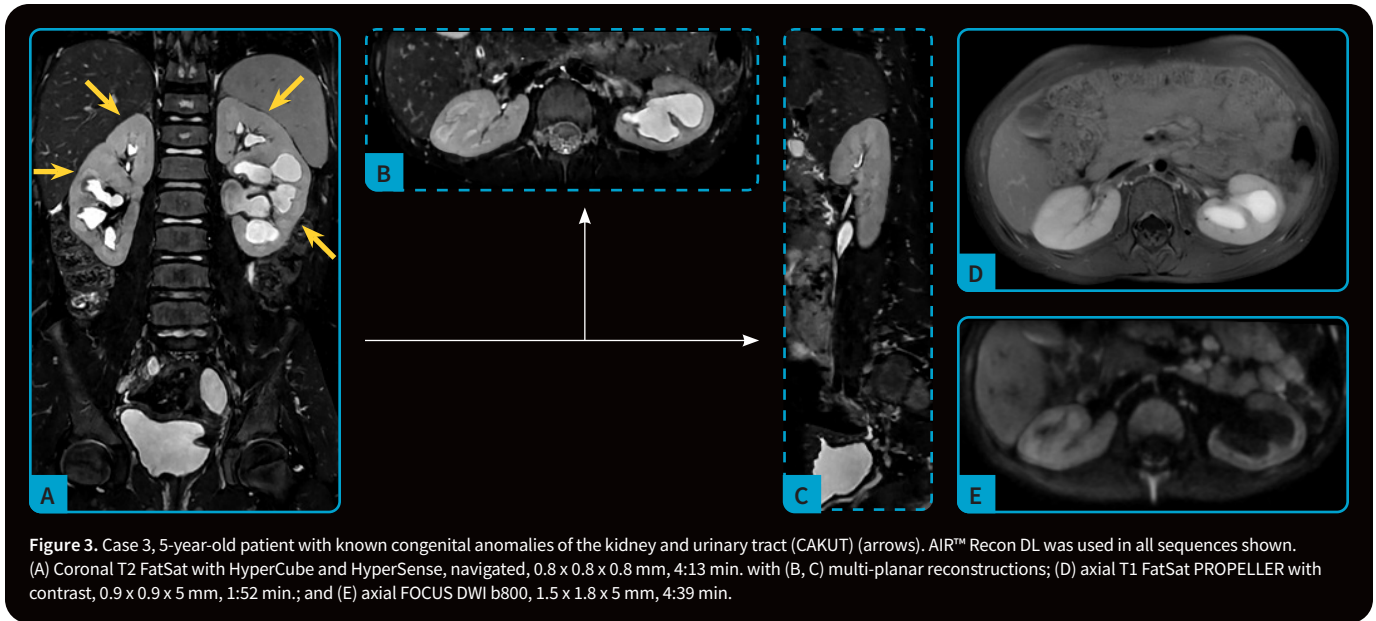 A
B
C
D
E
Figure 3. Case 3, 5-year-old patient with known congenital anomalies of the kidney and urinary tract (CAKUT) (arrows). AIR™ Recon DL was used in all sequences shown.
(A) Coronal T2 FatSat with HyperCube and HyperSense, navigated, 0.8 x 0.8 x 0.8 mm, 4:13 min. with (B, C) multi-planar reconstructions; (D) axial T1 FatSat PROPELLER with
contrast, 0.9 x 0.9 x 5 mm, 1:52 min.; and (E) axial FOCUS DWI b800, 1.5 x 1.8 x 5 mm, 4:39 min.